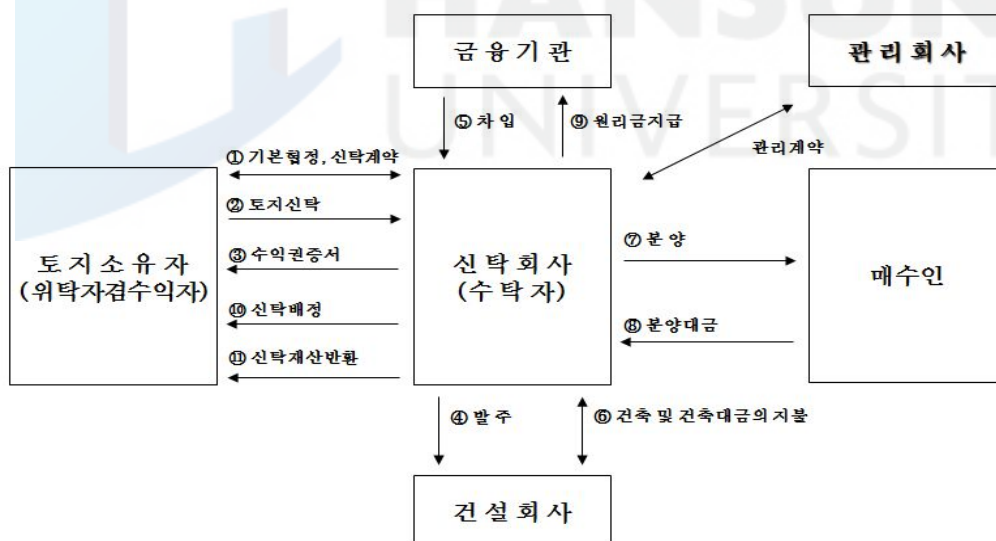 HANSUNG
UNIVERSITY
금 융 기 관
관 리 회 사
⑤ 차 입
⑨ 원리금지급
① 기본협정, 신탁계약
관리계약
② 토지신탁
③ 수익권증서
⑦ 분 양
토 지 소 유 자
(위탁자겸수익자)
신 탁 회 사
(수 탁 자)
매수인
⑩ 신탁배정
⑧ 분양대금
⑪ 신탁재산반환
④ 발 주
⑥ 건축 및 건축대금의 지불
건 설 회 사